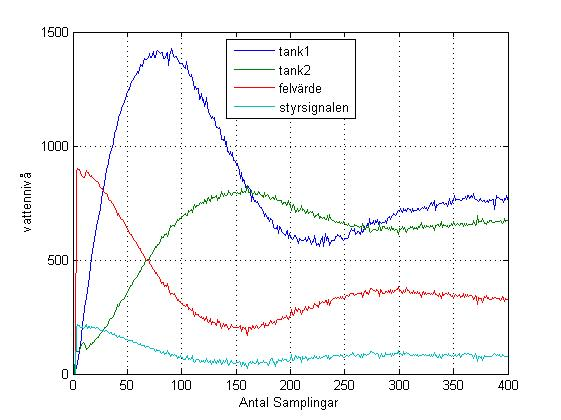 1500
1000
500
0
vattennivå
tank1
tank2
felvärde
styrsignalen
0 50 100 150 200 250 300 350 400
Antal Samplingar